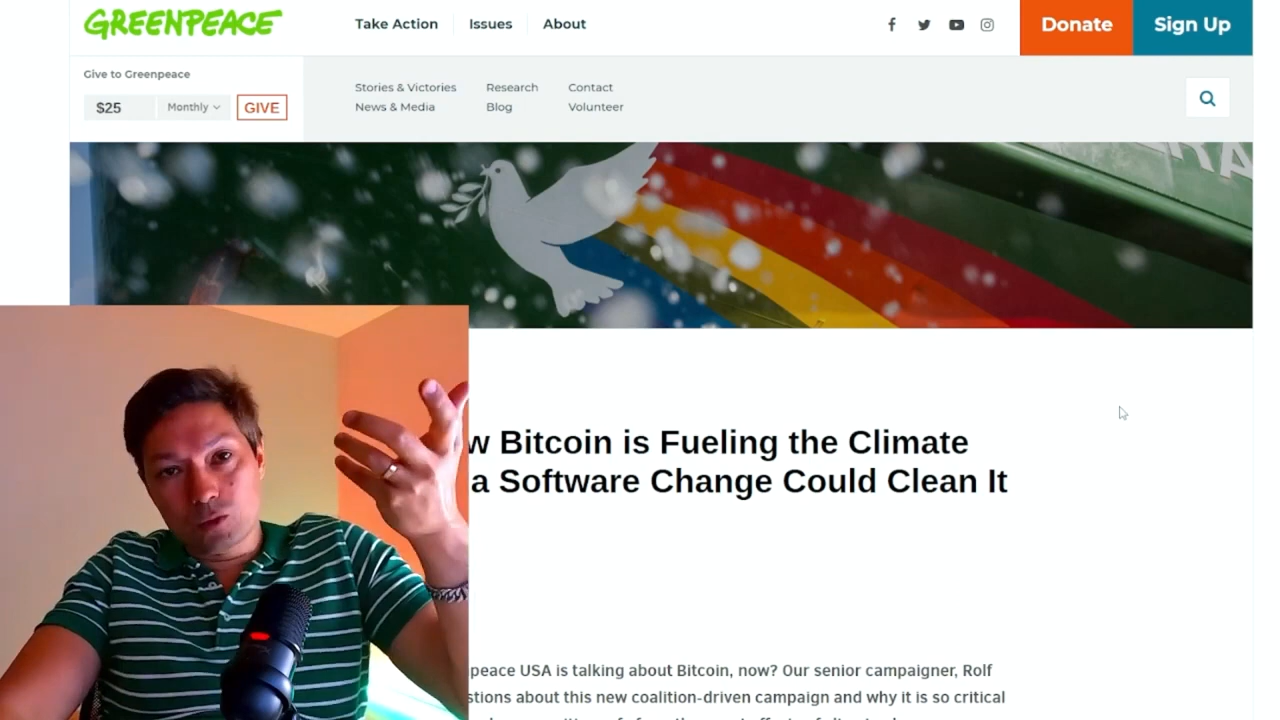 GREENPEACE
Take Action
Issues
About
Donate
Sign Up
Give to Greenpeace
$25
Monthly
GIVE
Stories & Victories
Research
Contact
News & Media
Blog
Volunteer
Bitcoin is Fueling the Climate
a Software Change Could Clean It
USA is talking about Bitcoin, now? Our senior campaigner, Rolf
about this new coalition-driven campaign and why it is so critical